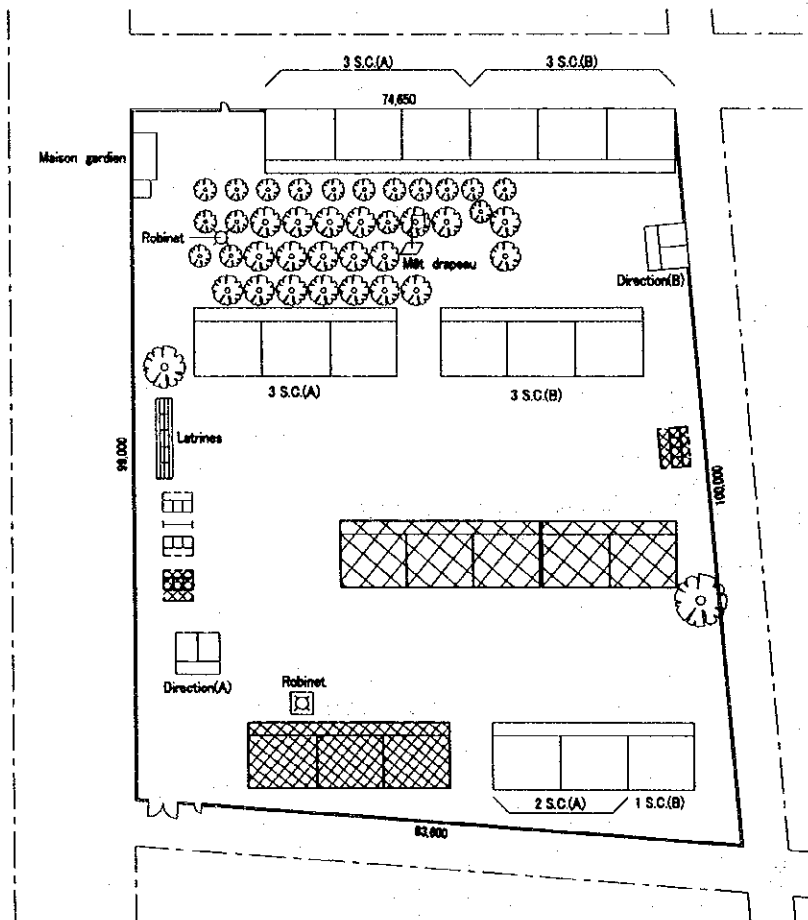 3 S.C.(A)
3 S.C.(B)
74,650
Maison gardien
Robinet
Mât drapeau
Direction(B)
3 S.C.(A)
3 S.C.(B)
Latrines
99,000
100,000
Direction(A)
Robinet
2 S.C.(A)
1 S.C.(B)
83,600